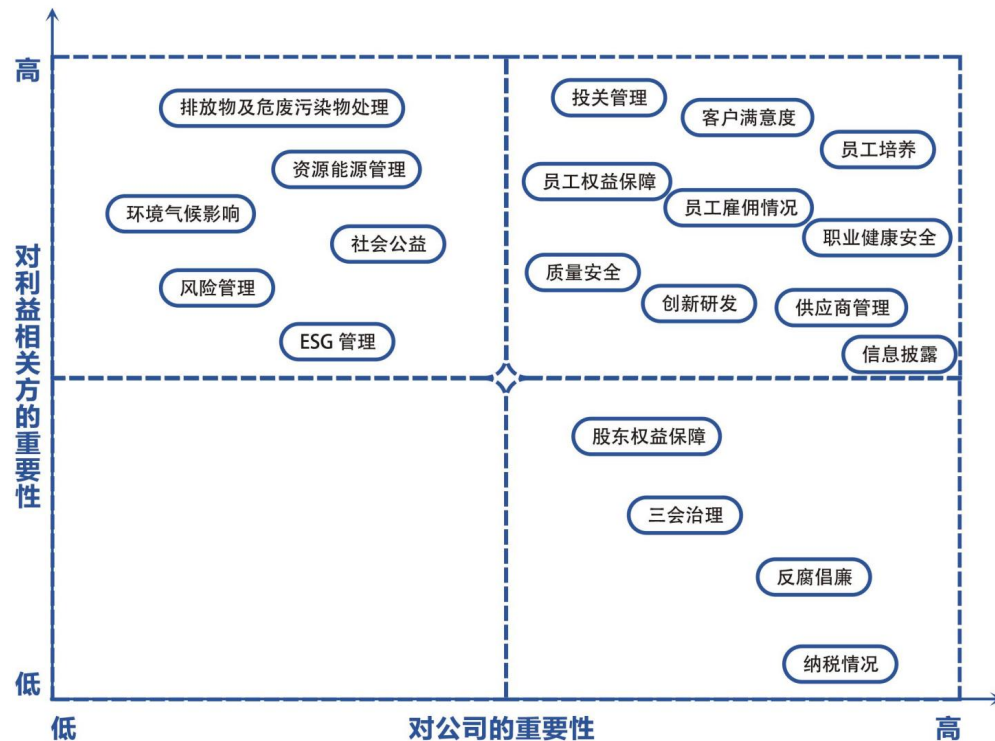 高
投关管理
排放物及危废污染物处理
客户满意度
员工培养
资源能源管理
员工权益保障
环境气候影响
员工雇佣情况
社会公益
职业健康安全
质量安全
风险管理
创新研发
供应商管理
ESG 管理
信息披露
对利益相关方的重要性
股东权益保障
三会治理
反腐倡廉
纳税情况
低
低
对公司的重要性
高